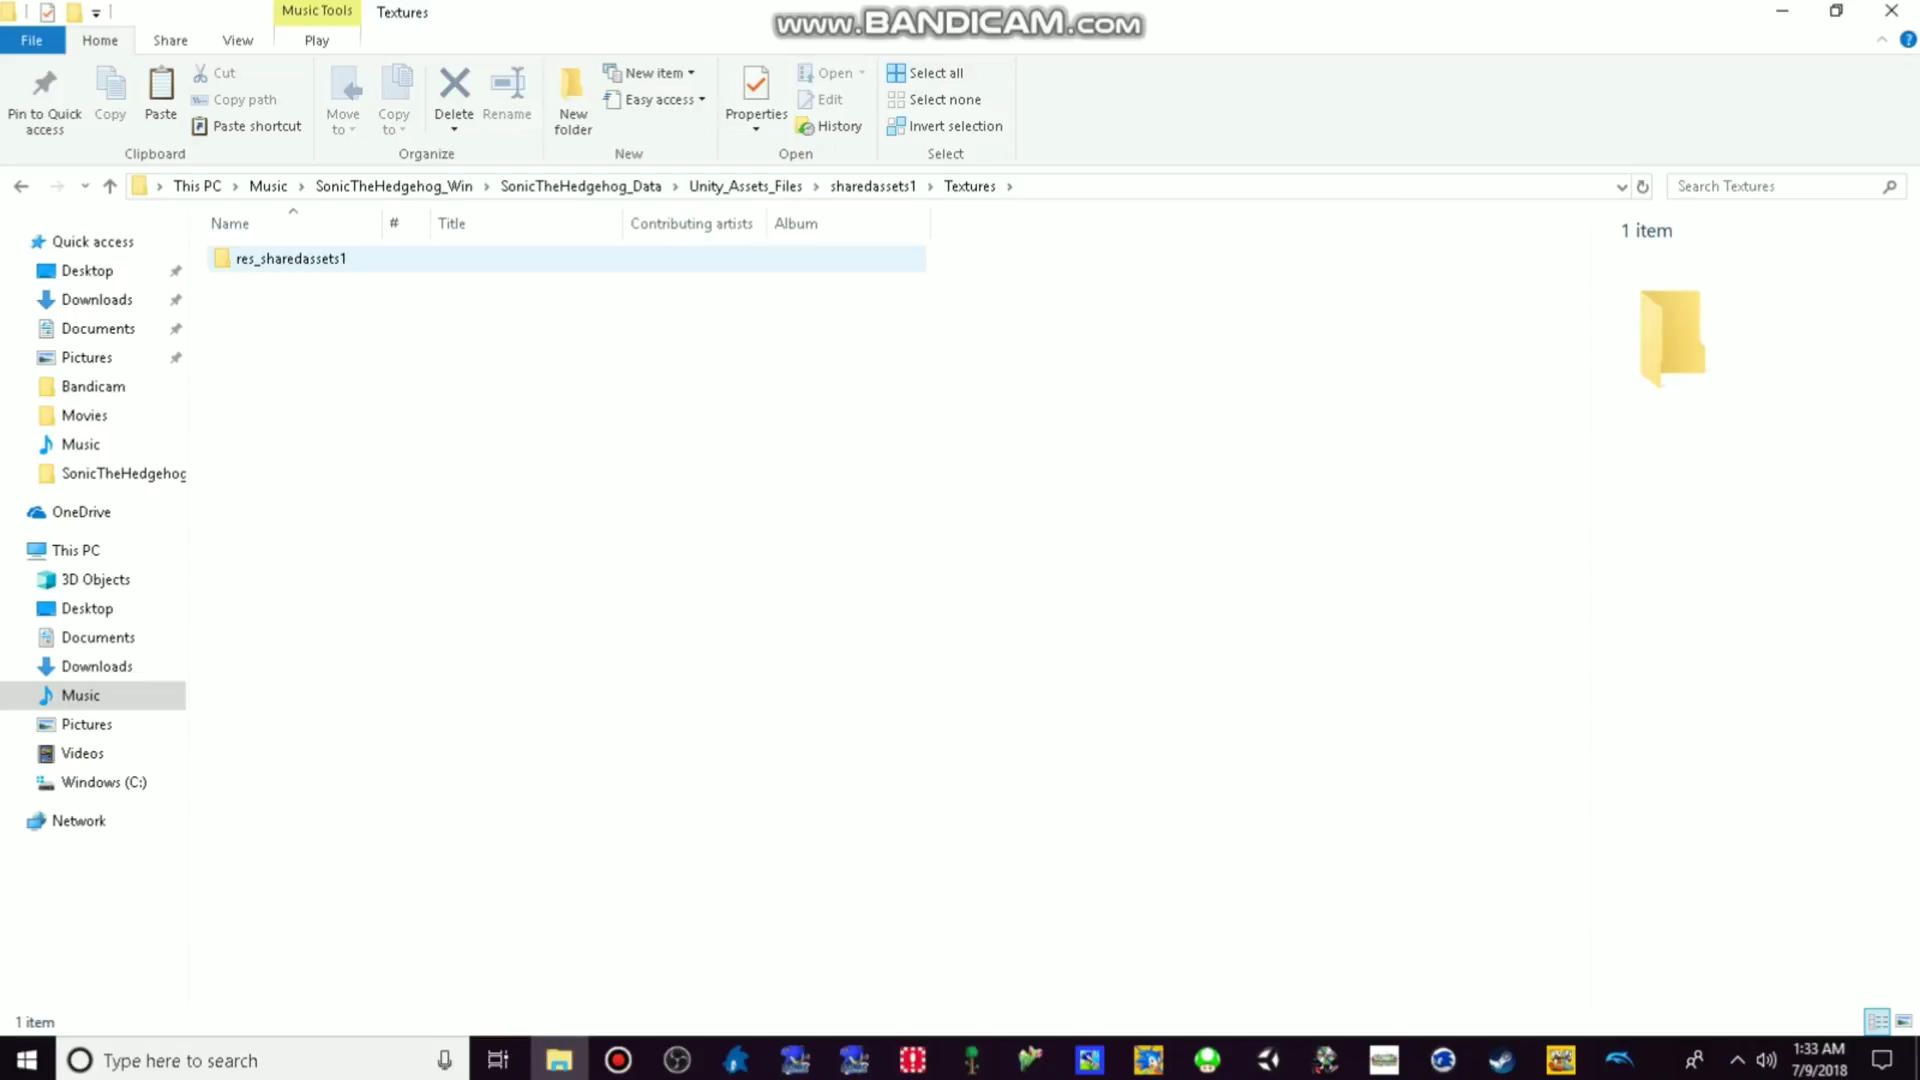 Music Tools
Textures
www.BANDICAM.com
File
Home
Share
View
Play
Pin to Quick access
Copy
Paste
Cut
Copy path
Paste shortcut
Clipboard
Move to
Copy to
Delete
Rename
Organize
New folder
New item
Easy access
New
Properties
Open
Edit
History
Open
Select all
Select none
Invert selection
Select
This PC > Music > SonicTheHedgehog_Win > SonicTheHedgehog_Data > Unity_Assets_Files > sharedassets1 > Textures >
Search Textures
Name
#
Title
Contributing artists
Album
res_sharedassets1
1 item
Quick access
Desktop
Downloads
Documents
Pictures
Bandicam
Movies
Music
SonicTheHedgehog
OneDrive
This PC
3D Objects
Desktop
Documents
Downloads
Music
Pictures
Videos
Windows (C:)
Network
1 item
Type here to search
1:33 AM
7/9/2018